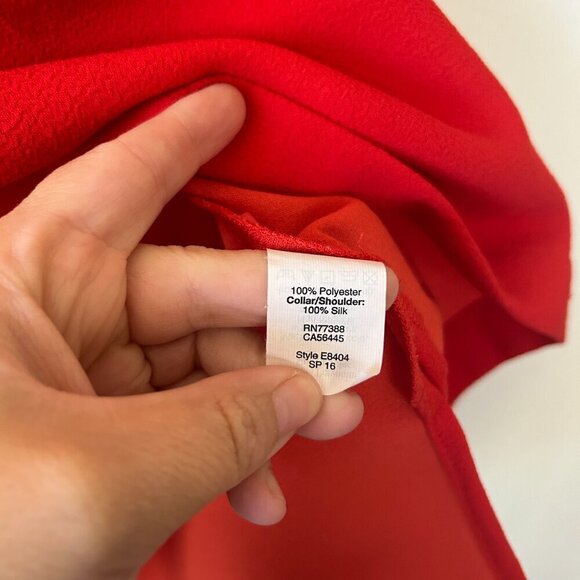 100% Polyester
Collar/Shoulder:
100% Silk
RN77388
CA56445
Style E8404
SP 16